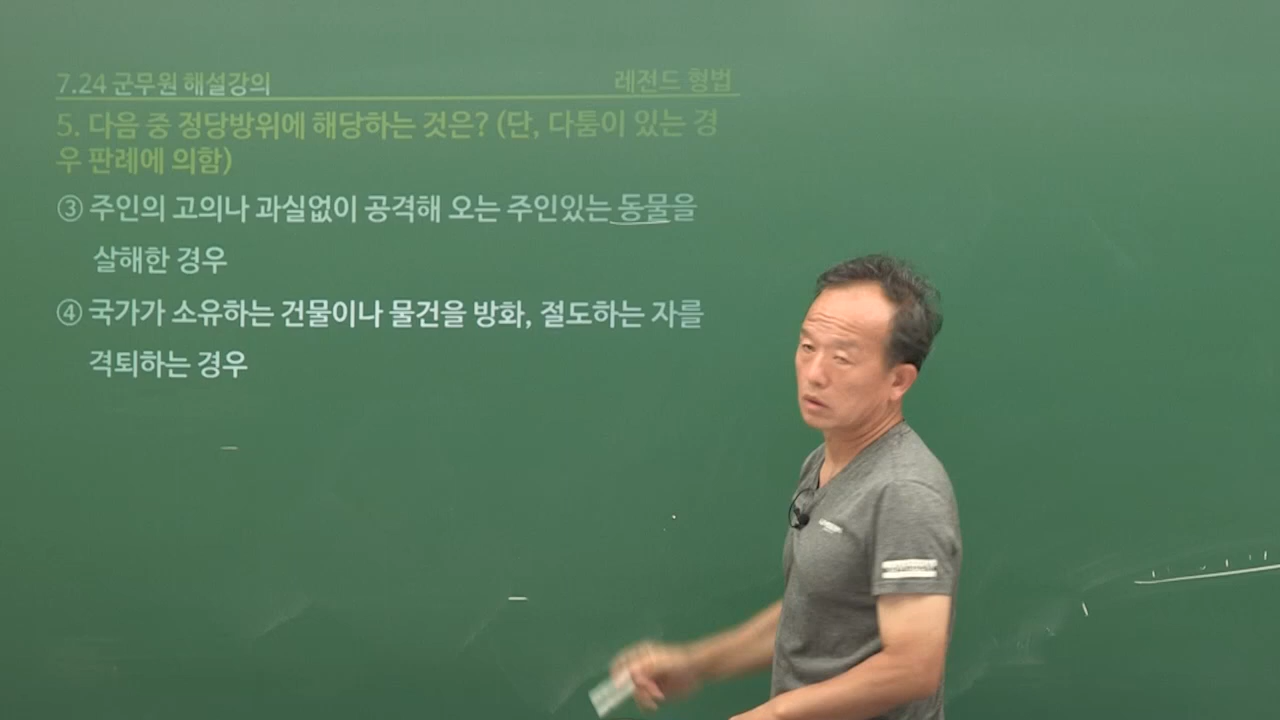 7.24 군무원 해설강의
레전드 형법
5. 다음 중 정당방위에 해당하는 것은? (단, 다툼이 있는 경
우 판례에 의함)
③ 주인의 고의나 과실없이 공격해 오는 주인있는 동물을
살해한 경우
④ 국가가 소유하는 건물이나 물건을 방화, 절도하는 자를
격퇴하는 경우